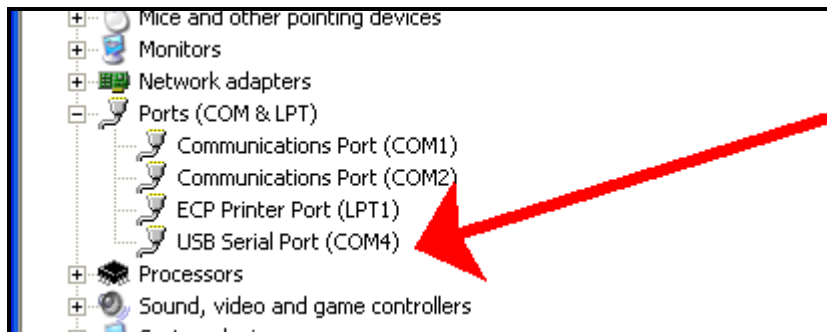 Mice and other pointing devices
Monitors
Network adapters
Ports (COM & LPT)
Communications Port (COM1)
Communications Port (COM2)
ECP Printer Port (LPT1)
USB Serial Port (COM4)
Processors
Sound, video and game controllers